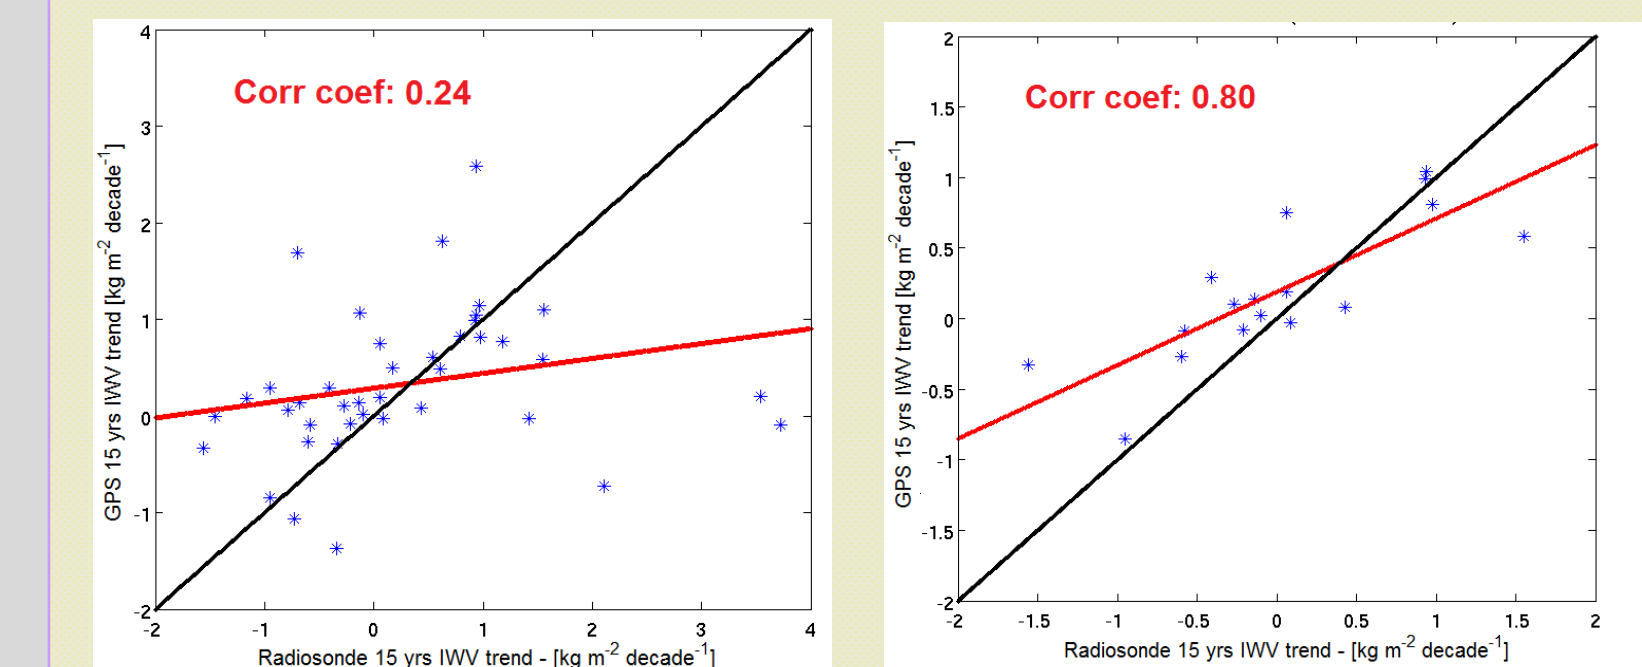 Corr coef: 0.24
4
3
2
1
0
-1
-2
-2 -1 0 1 2 3 4
GPS 15 yrs IWV trend [kg m⁻² decade⁻¹]
Radiosonde 15 yrs IWV trend - [kg m⁻² decade⁻¹]
Corr coef: 0.80
2
1.5
1
0.5
0
-0.5
-1
-1.5
-2
-2 -1.5 -1 -0.5 0 0.5 1 1.5 2
GPS 15 yrs IWV trend [kg m⁻² decade⁻¹]
Radiosonde 15 yrs IWV trend - [kg m⁻² decade⁻¹]